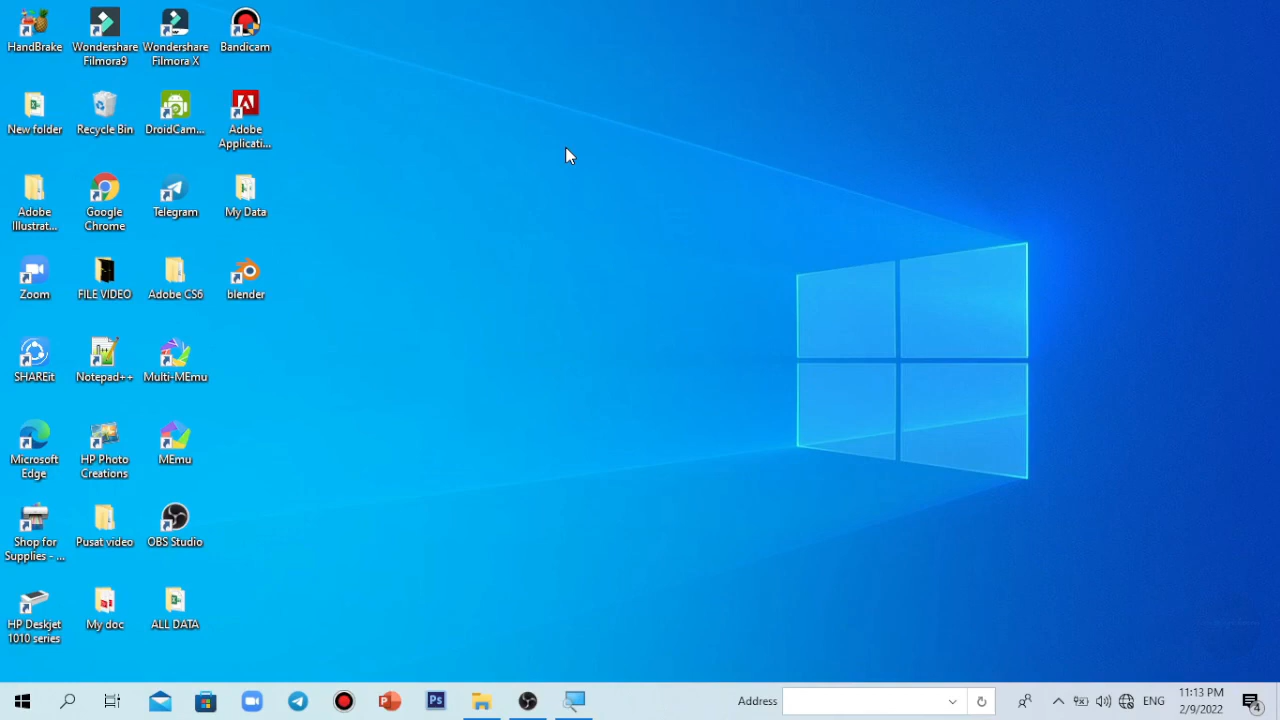 HandBrake
Wondershare
Filmora9
Wondershare
Filmora X
Bandicam
New folder
Recycle Bin
DroidCam...
Adobe
Applicati...
Adobe
Illustrat...
Google
Chrome
Telegram
My Data
Zoom
FILE VIDEO
Adobe CS6
blender
SHAREit
Notepad++
Multi-MEmu
Microsoft
Edge
HP Photo
Creations
MEmu
Shop for
Supplies - ...
Pusat video
OBS Studio
HP Deskjet
1010 series
My doc
ALL DATA
Ps
Address
ENG
11:13 PM
2/9/2022
4